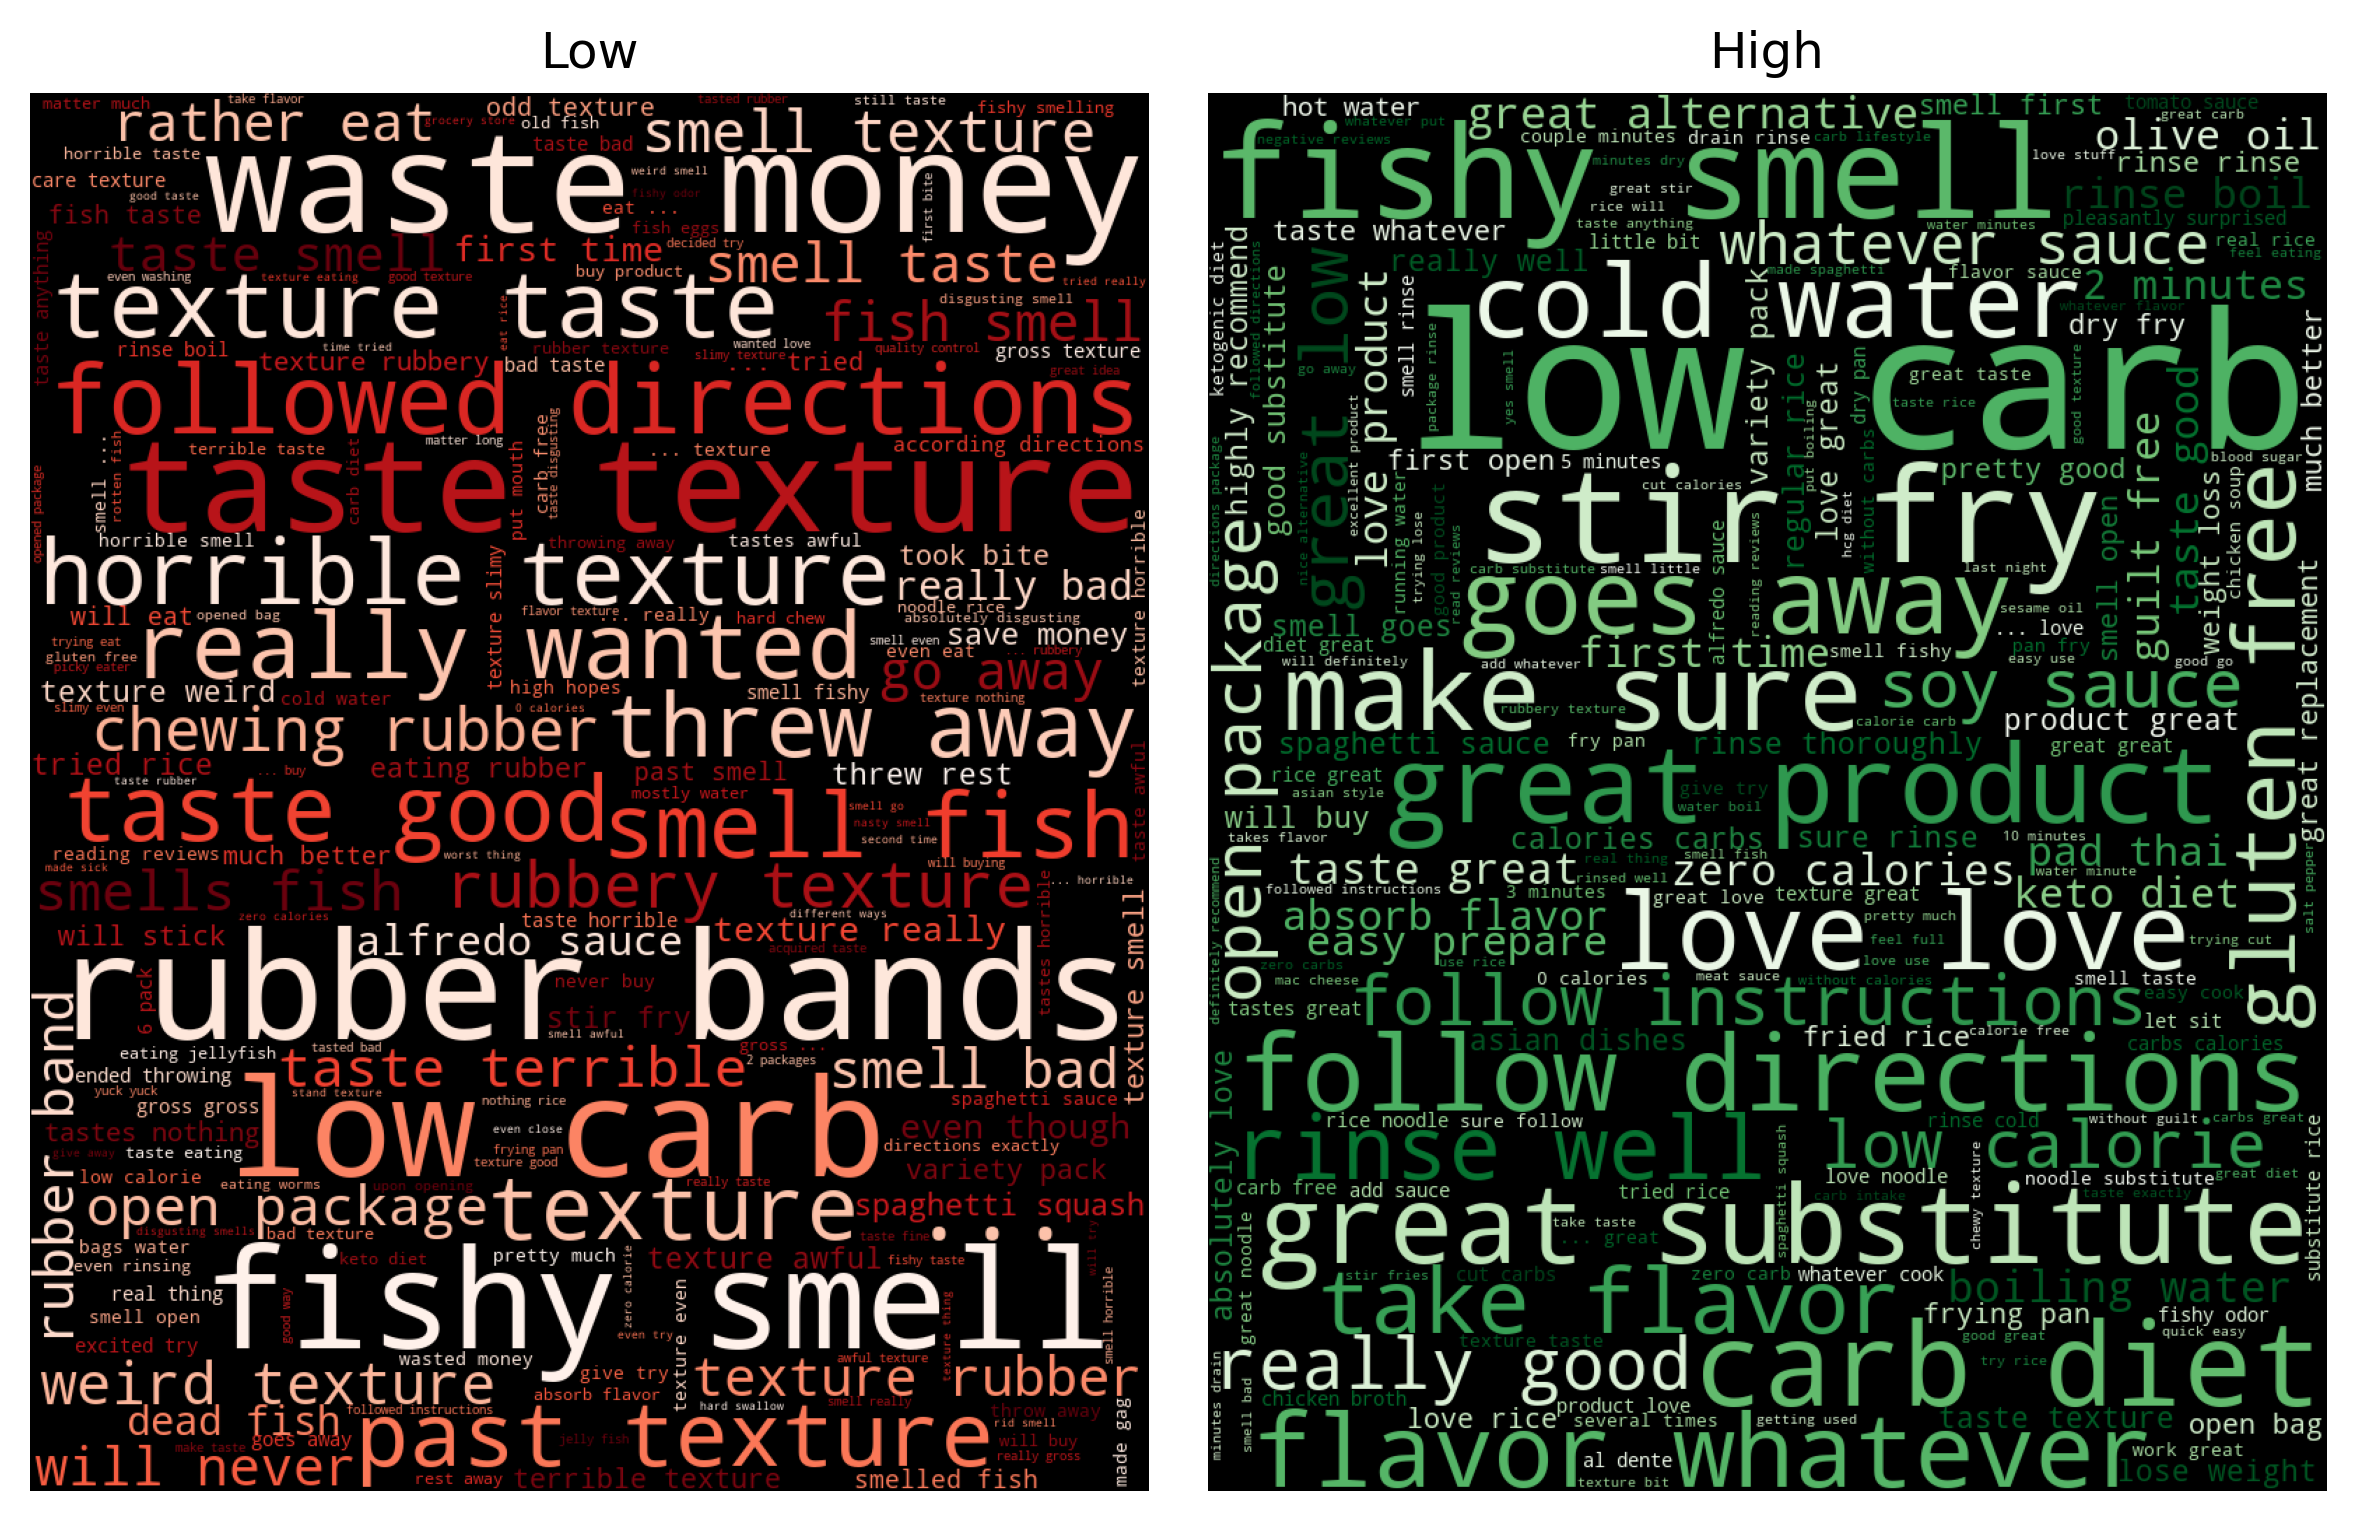 Low
matter much
take flavor
odd texture
tasted rubber
still taste
fishy smelling
rather eat
grocery store
old fish
smell texture
horrible taste
taste bad
waste money
care texture
good taste
weird smell
fishy odor
first bite
fish taste
eat ...
fish eggs
taste anything
taste smell
first time
decided try
smell taste
even washing
texture eating
good texture
buy product
tried really
texture taste
eat rice
disgusting smell
fish smell
rinse boil
time tried
rubber texture
wanted love
slimy texture
quality control
gross texture
texture rubbery
bad taste
... tried
great idea
followed directions
terrible taste
carb diet
matter long
put mouth
carb free
taste disgusting
... texture
according directions
opened package
smell ...
rotten fish
taste texture
horrible smell
throwing away
tastes awful
took bite
texture horrible
horrible texture
really bad
texture slimy
will eat
opened bag
flavor texture
... really
hard chew
noodle rice
absolutely disgusting
trying eat
gluten free
picky eater
really wanted
smell even
save money
even eat
... rubbery
texture weird
cold water
high hopes
smell fishy
go away
texture nothing
slimy even
0 calories
chewing rubber
threw away
tried rice
... buy
eating rubber
past smell
threw rest
taste awful
taste rubber
mostly water
smell go
nasty smell
second time
taste good
smell fish
reading reviews
much better
worst thing
will buying
made sick
smells fish
rubbery texture
... horrible
zero calories
taste horrible
different ways
will stick
alfredo sauce
texture really
acquired taste
tastes horrible
texture smell
rubber bands
6 pack
never buy
stir fry
smell awful
rubber band
eating jellyfish
tasted bad
gross ...
2 packages
ended throwing
taste terrible
smell bad
yuck yuck
stand texture
nothing rice
spaghetti sauce
gross gross
low carb
tastes nothing
even close
even though
give away
taste eating
frying pan
texture good
directions exactly
low calorie
eating worms
upon opening
really taste
variety pack
open package
texture ...
spaghetti squash
disgusting smells
bad texture
taste fine
will try
bags water
even rinsing
keto diet
pretty much
zero calorie
texture awful
fishy taste
real thing
fishy smell
smell open
good way
texture even
texture thing
smell horrible
excited try
even try
wasted money
give try
awful texture
weird texture
absorb flavor
texture rubber
followed instructions
hard swallow
smell really
throw away
dead fish
goes away
past texture
rid smell
made gag
make taste
jelly fish
will buy
really gross
will never
rest away
terrible texture
smelled fish
High
hot water
whatever put
great alternative
smell first
tomato sauce
great carb
negative reviews
couple minutes
drain rinse
carb lifestyle
olive oil
fishy smell
minutes dry
love stuff
rinse rinse
great stir
rice will
rinse boil
taste whatever
taste anything
little bit
water minutes
pleasantly surprised
whatever sauce
real rice
feel eating
ketogenic diet
highly recommend
followed directions
good substitute
great low
love product
smell rinse
really well
made spaghetti
flavor sauce
2 minutes
cold water
variety pack
whatever flavor
dry fry
much better
go away
package rinse
yes smell
low carb
regular rice
love great
dry pan
great taste
taste rice
good texture
taste good
guilt free
directions package
nice alternative
excellent product
first open
5 minutes
cut calories
put boiling
without carbs
pretty good
blood sugar
stir fry
hcg diet
running water
trying lose
good product
read reviews
carb substitute
smell little
alfredo sauce
reading reviews
last night
smell open
weight loss
chicken soup
gluten free
open package
goes away
smell goes
diet great
sesame oil
... love
will definitely
add whatever
first time
smell fishy
pan fry
easy use
good go
great replacement
make sure
rubbery texture
calorie carb
soy sauce
product great
spaghetti sauce
fry pan
rinse thoroughly
great great
rice great
asian style
great product
give try
water boil
will buy
takes flavor
calories carbs
sure rinse
10 minutes
pad thai
taste great
real thing
smell fish
rinsed well
zero calories
water minute
salt pepper
followed instructions
3 minutes
great love
texture great
keto diet
absorb flavor
love love
pretty much
easy prepare
feel full
trying cut
definitely recommend
zero carbs
mac cheese
use rice
0 calories
meat sauce
love use
without calories
smell taste
tastes great
follow instructions
easy cook
let sit
asian dishes
fried rice
calorie free
carbs calories
absolutely love
follow directions
rice noodle
sure follow
rinse cold
without guilt
carbs great
rinse well
spaghetti squash
low calorie
chewy texture
substitute rice
carb free
add sauce
tried rice
love noodle
carb intake
noodle substitute
great diet
taste exactly
great noodle
great substitute
take taste
... great
stir fries
cut carbs
zero carb
whatever cook
boiling water
take flavor
frying pan
fishy odor
quick easy
minutes drain
smell bad
really good
texture taste
good great
try rice
carb diet
chicken broth
product love
love rice
several times
getting used
taste texture
open bag
flavor whatever
al dente
work great
texture bit
lose weight